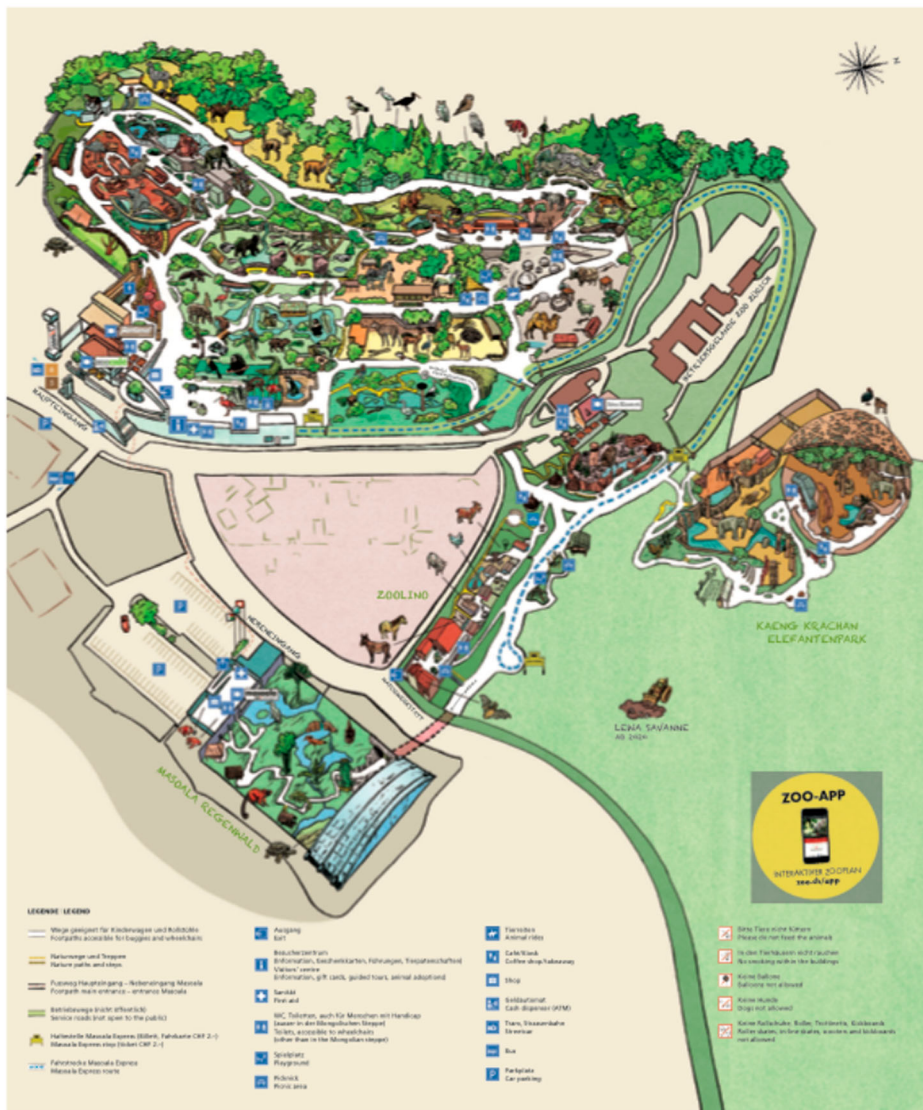 Z
HAUPTEINGANG
BETRIEBSGELÄNDE ZOO ZÜRICH
ZOOLINO
NEBENEINGANG
KAENG KRACHAN
ELEFANTENPARK
LEWA SAVANNE
AB 2020
MASOALA REGENWALD
ZOO-APP
INTERAKTIVER ZOOPLAN
zoo.ch/app
LEGENDE LEGEND
Wege geeignet für Kinderwagen und Rollstühle
Footpaths accessible for buggies and wheelchairs
Naturwege und Treppen
Nature paths and steps
Fussweg Haupteingang – Nebeneingang Masoala
Footpath main entrance – entrance Masoala
Betriebswege (nicht öffentlich)
Service roads (not open to the public)
Haltestelle Masoala Express (Billett, Fahrkarte CHF 2.–)
Masoala Express stop (ticket CHF 2.–)
Fahrstrecke Masoala Express
Masoala Express route
Ausgang
Exit
Besucherzentrum
(Information, Geschenkkarten, Führungen, Tierpatenschaften)
Visitors' centre
(Information, gift cards, guided tours, animal adoptions)
Sanität
First aid
WC, Toiletten, auch für Menschen mit Handicap
(ausser in der Mongolischen Steppe)
Toilets, accessible to wheelchairs
(other than in the Mongolian steppe)
Spielplatz
Playground
Picknick
Picnic area
Tierreiten
Animal rides
Café/Kiosk
Coffee shop/takeaway
Shop
Geldautomat
Cash dispenser (ATM)
Tram, Strassenbahn
Streetcar
Bus
Parkplatz
Car parking
Bitte Tiere nicht füttern
Please do not feed the animals
In den Tierhäusern nicht rauchen
No smoking within the buildings
Keine Ballone
Balloons not allowed
Keine Hunde
Dogs not allowed
Keine Rollschuhe, Roller, Trottinetts, Kickboards
Roller skates, in-line skates, scooters and kickboards
not allowed